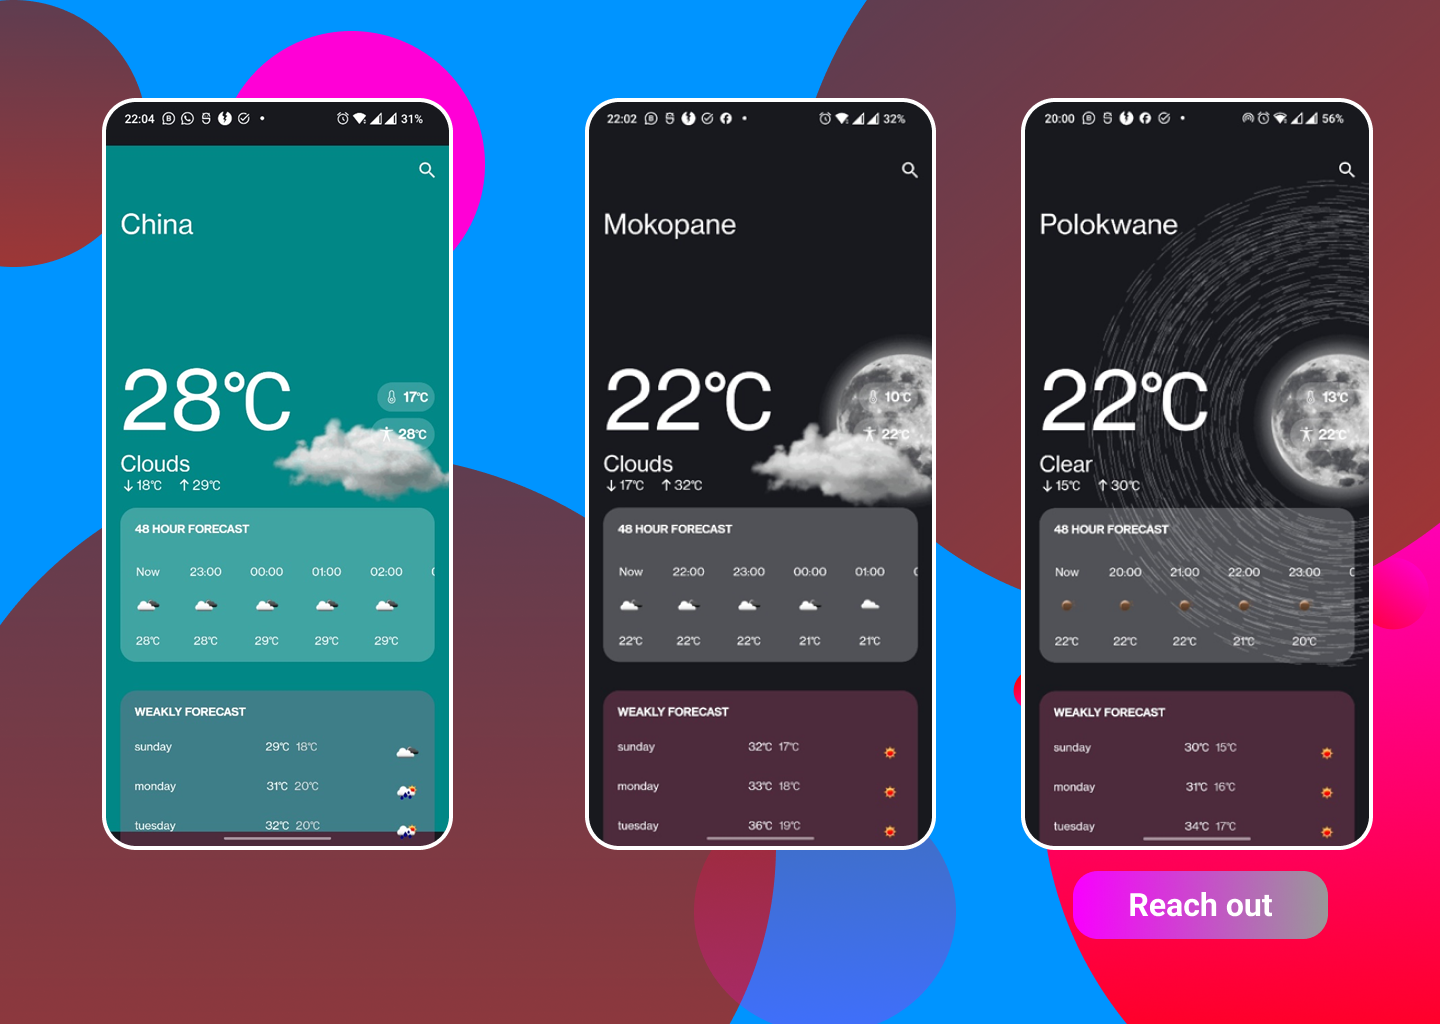 22:04 31%
China
28°C
17°C
28°C
Clouds
↓ 18°C ↑ 29°C
48 HOUR FORECAST
Now 23:00 00:00 01:00 02:00
28°C 28°C 29°C 29°C 29°C
WEAKLY FORECAST
sunday 29°C 18°C
monday 31°C 20°C
tuesday 32°C 20°C
22:02 32%
Mokopane
22°C
10°C
22°C
Clouds
↓ 17°C ↑ 32°C
48 HOUR FORECAST
Now 22:00 23:00 00:00 01:00
22°C 22°C 22°C 21°C 21°C
WEAKLY FORECAST
sunday 32°C 17°C
monday 33°C 18°C
tuesday 36°C 19°C
20:00 56%
Polokwane
22°C
13°C
22°C
Clear
↓ 15°C ↑ 30°C
48 HOUR FORECAST
Now 20:00 21:00 22:00 23:00
22°C 22°C 22°C 21°C 20°C
WEAKLY FORECAST
sunday 30°C 15°C
monday 31°C 16°C
tuesday 34°C 17°C
Reach out